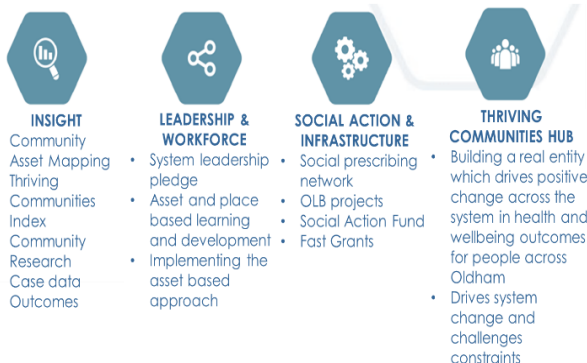 INSIGHT
Community
Asset Mapping
Thriving
Communities
Index
Community
Research
Case data
Outcomes
LEADERSHIP &
WORKFORCE
• System leadership
pledge
• Asset and place
based learning
and development
• Implementing the
asset based
approach
SOCIAL ACTION &
INFRASTRUCTURE
• Social prescribing
network
• OLB projects
• Social Action Fund
• Fast Grants
THRIVING
COMMUNITIES HUB
• Building a real entity
which drives positive
change across the
system in health and
wellbeing outcomes
for people across
Oldham
• Drives system
change and
challenges
constraints